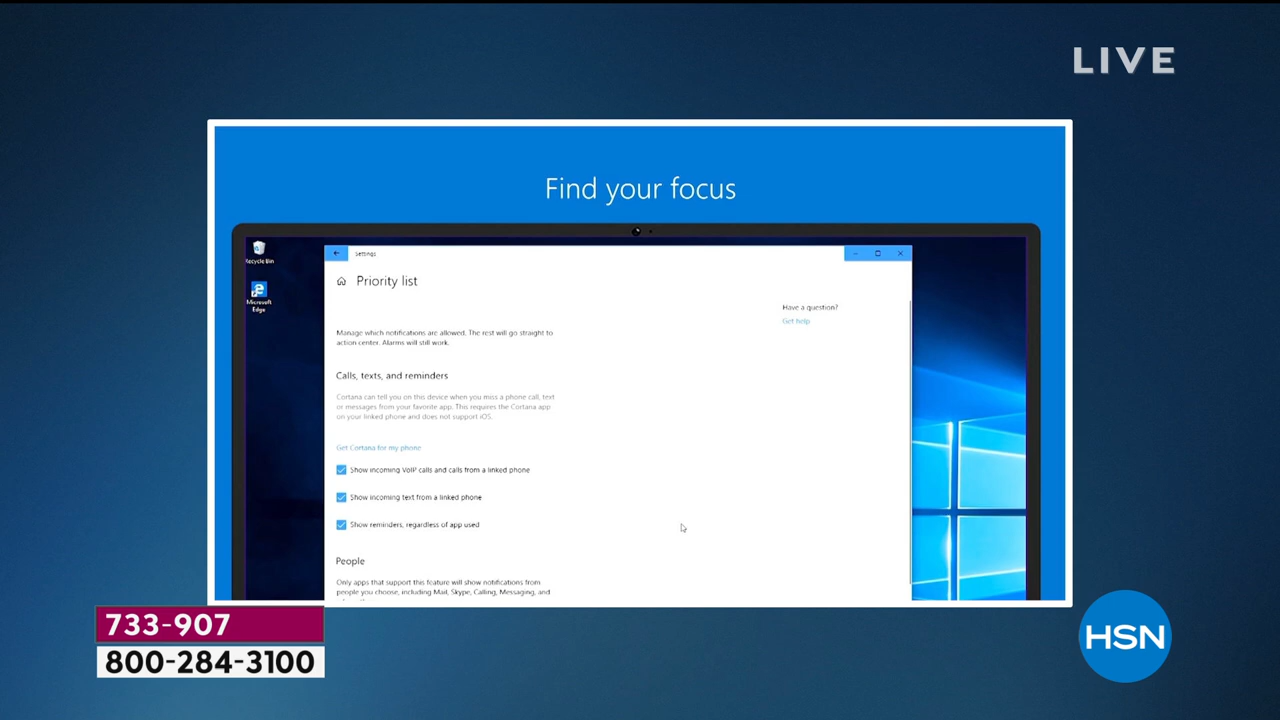 LIVE
Find your focus
Recycle Bin
Microsoft
Edge
Settings
Priority list
Have a question?
Get help
Manage which notifications are allowed. The rest will go straight to
action center. Alarms will still work.
Calls, texts, and reminders
Cortana can tell you on this device when you miss a phone call, text
or messages from your favorite app. This requires the Cortana app
on your linked phone and does not support iOS.
Get Cortana for my phone
Show incoming VoIP calls and calls from a linked phone
Show incoming text from a linked phone
Show reminders, regardless of app used
People
Only apps that support this feature will show notifications from
people you choose, including Mail, Skype, Calling, Messaging, and
733-907
800-284-3100
HSN